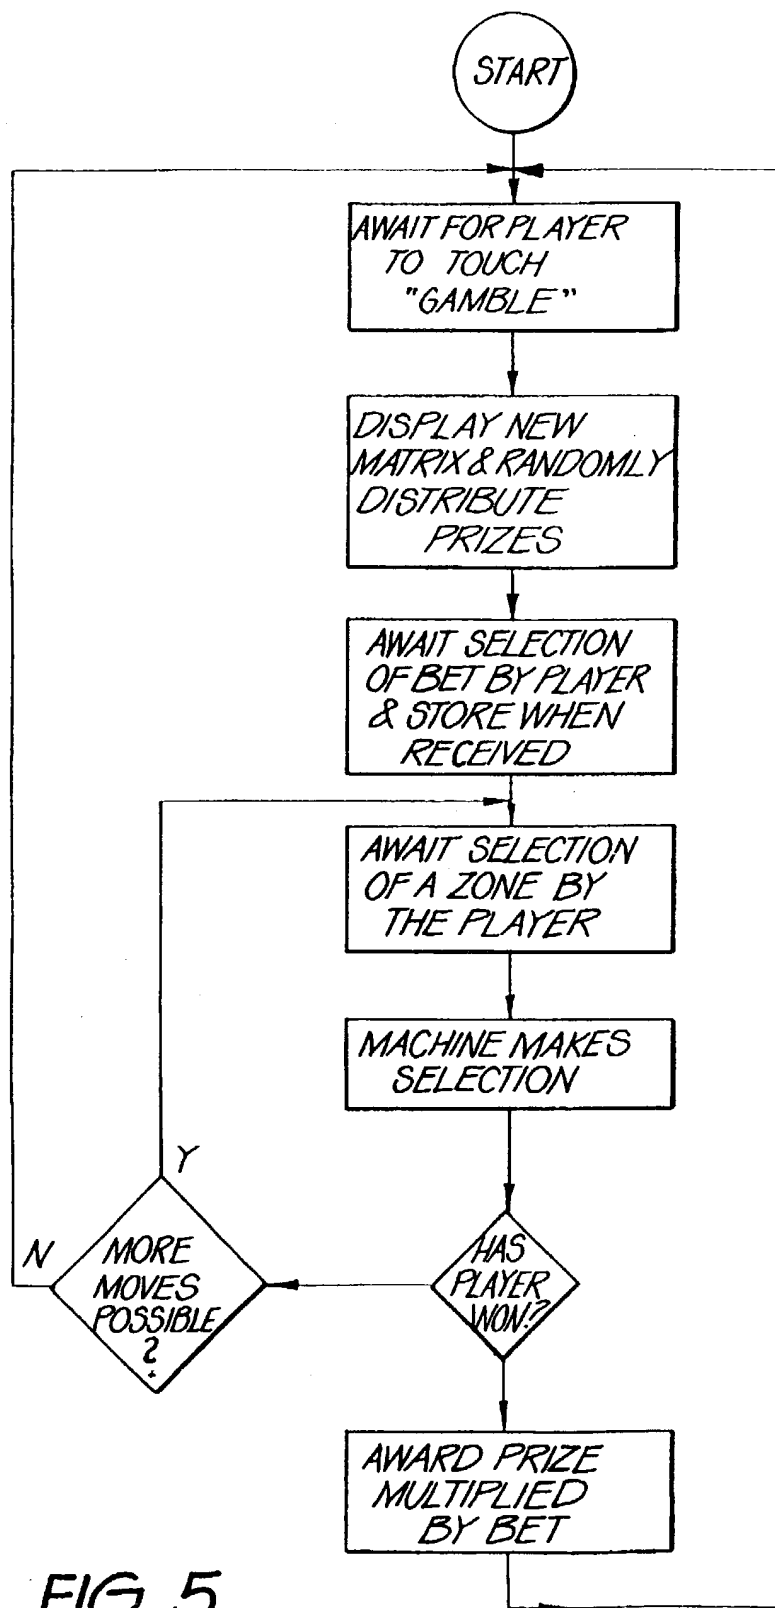 START
AWAIT FOR PLAYER
TO TOUCH
"GAMBLE"
DISPLAY NEW
MATRIX & RANDOMLY
DISTRIBUTE
PRIZES
AWAIT SELECTION
OF BET BY PLAYER
& STORE WHEN
RECEIVED
AWAIT SELECTION
OF A ZONE BY
THE PLAYER
MACHINE MAKES
SELECTION
Y
N
MORE
MOVES
POSSIBLE
?
HAS
PLAYER
WON?
AWARD PRIZE
MULTIPLIED
BY BET
FIG. 5